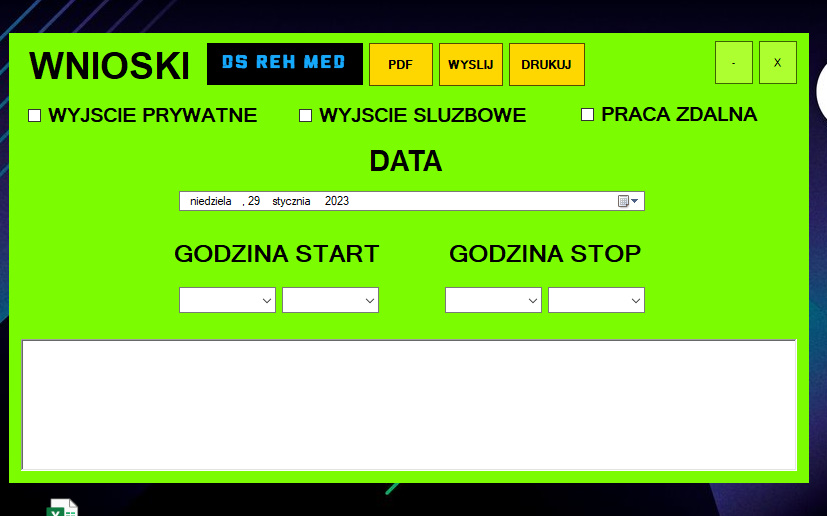 WNIOSKI DS REH MED PDF WYSLIJ DRUKUJ - X
WYJSCIE PRYWATNE WYJSCIE SLUZBOWE PRACA ZDALNA
DATA
niedziela , 29 stycznia 2023
GODZINA START GODZINA STOP
X